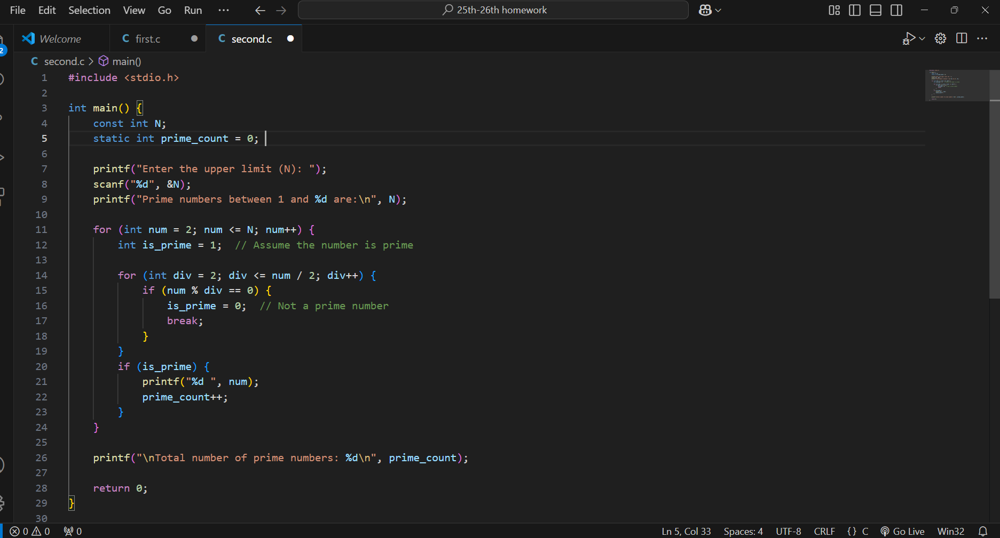 File Edit Selection View Go Run ··· 25th-26th homework
Welcome C first.c C second.c
2
C second.c > main()
1 #include <stdio.h>
2
3 int main() {
4     const int N;
5     static int prime_count = 0;
6
7     printf("Enter the upper limit (N): ");
8     scanf("%d", &N);
9     printf("Prime numbers between 1 and %d are:\n", N);
10
11     for (int num = 2; num <= N; num++) {
12         int is_prime = 1;  // Assume the number is prime
13
14         for (int div = 2; div <= num / 2; div++) {
15             if (num % div == 0) {
16                 is_prime = 0;  // Not a prime number
17                 break;
18             }
19         }
20         if (is_prime) {
21             printf("%d ", num);
22             prime_count++;
23         }
24     }
25
26     printf("\nTotal number of prime numbers: %d\n", prime_count);
27
28     return 0;
29 }
30
0 0 0 Ln 5, Col 33 Spaces: 4 UTF-8 CRLF {} C Go Live Win32